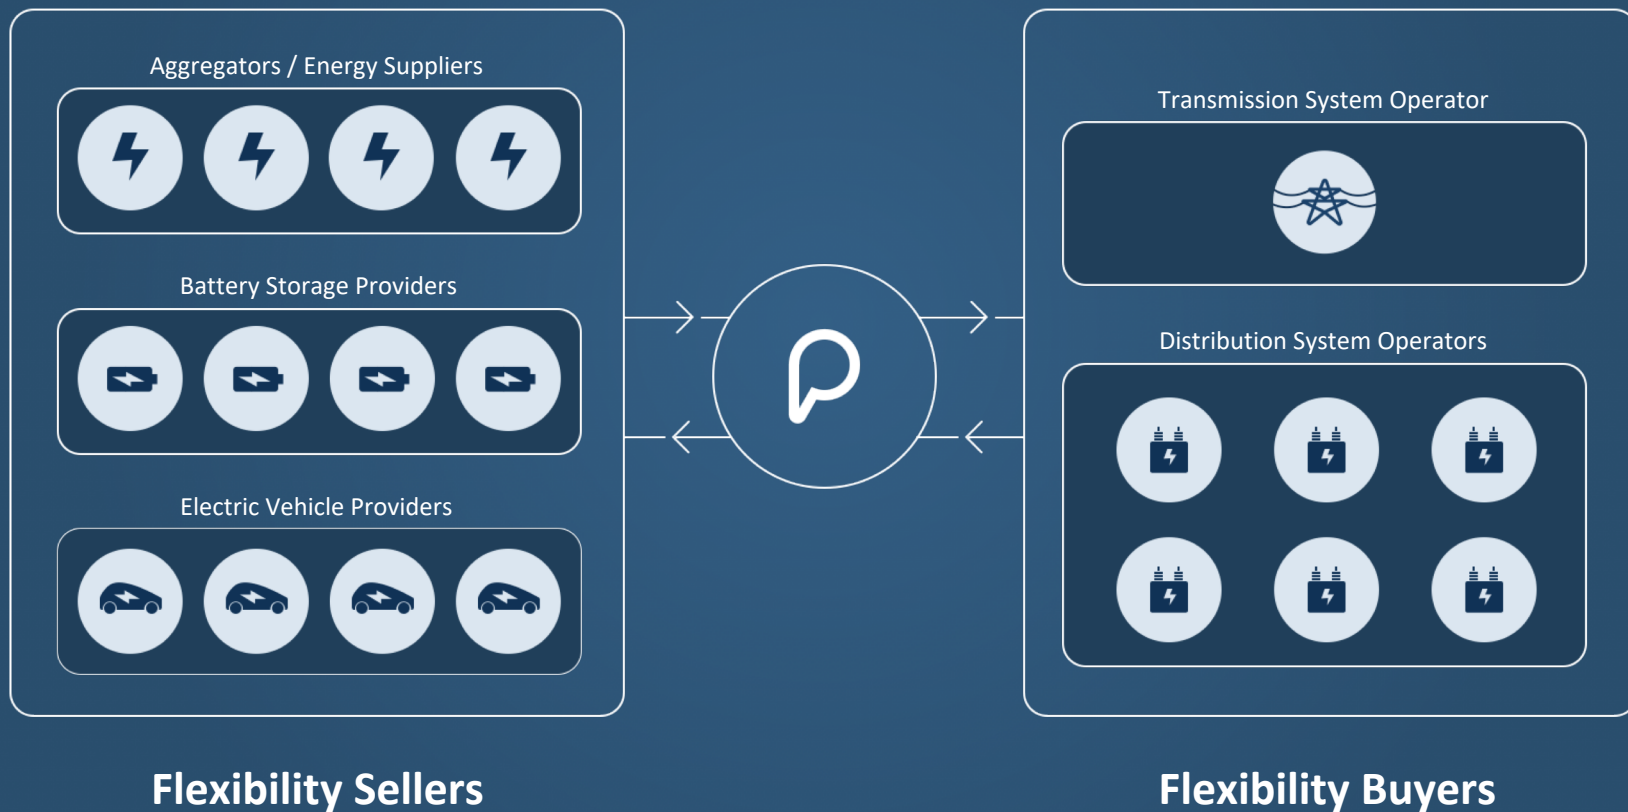 Aggregators / Energy Suppliers
Battery Storage Providers
Electric Vehicle Providers
Flexibility Sellers
Transmission System Operator
Distribution System Operators
Flexibility Buyers